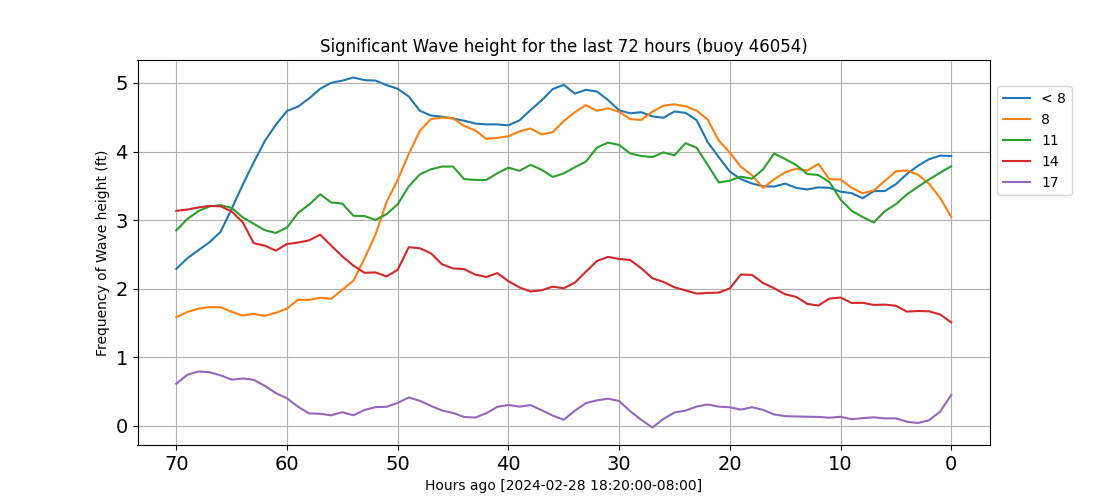 Significant Wave height for the last 72 hours (buoy 46054)
Frequency of Wave height (ft)
5
4
3
2
1
0
70 60 50 40 30 20 10 0
Hours ago [2024-02-28 18:20:00-08:00]
< 8
8
11
14
17